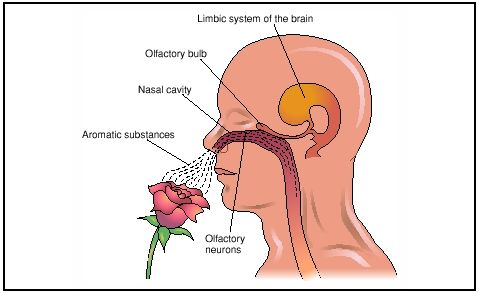 Limbic system of the brain
Olfactory bulb
Nasal cavity
Aromatic substances
Olfactory
neurons